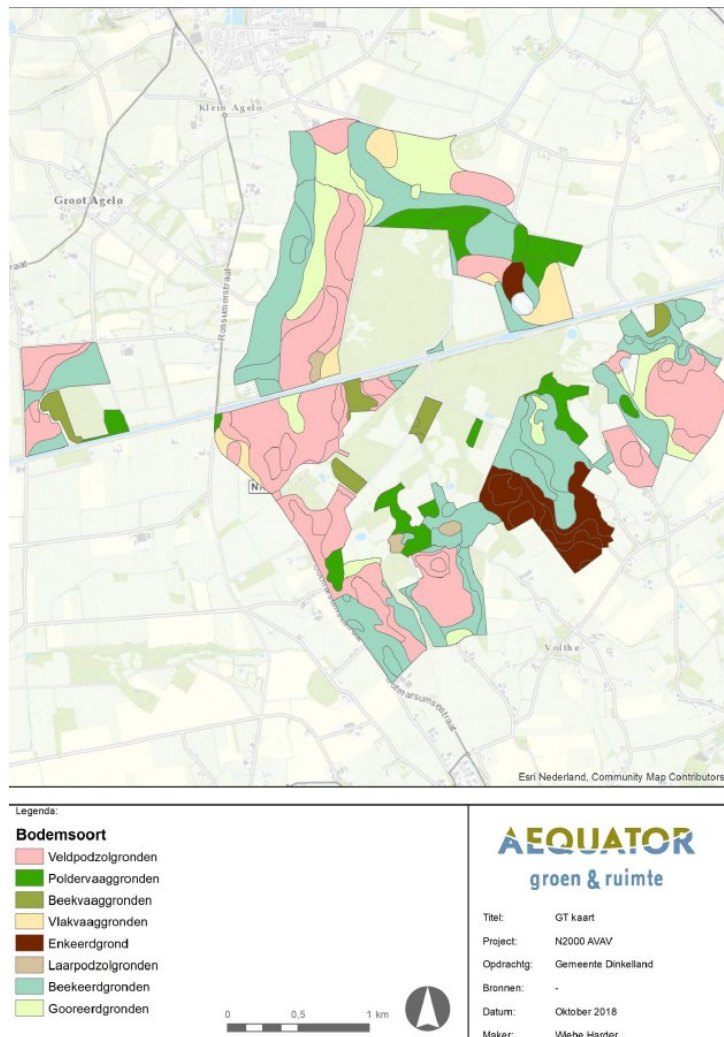 Klein Agelo
Groot Agelo
Rossumerstraat
Volthe
Esri Nederland, Community Map Contributors
Legenda:
Bodemsoort
Veldpodzolgronden
Poldervaaggronden
Beekvaaggronden
Vlakvaaggronden
Enkeerdgrond
Laarpodzolgronden
Beekeerdgronden
Gooreerdgronden
0 0,5 1 km
AEQUATOR
groen & ruimte
Titel: GT kaart
Project: N2000 AVAV
Opdrachtg: Gemeente Dinkelland
Bronnen: -
Datum: Oktober 2018
Maker: Wiebe Harder